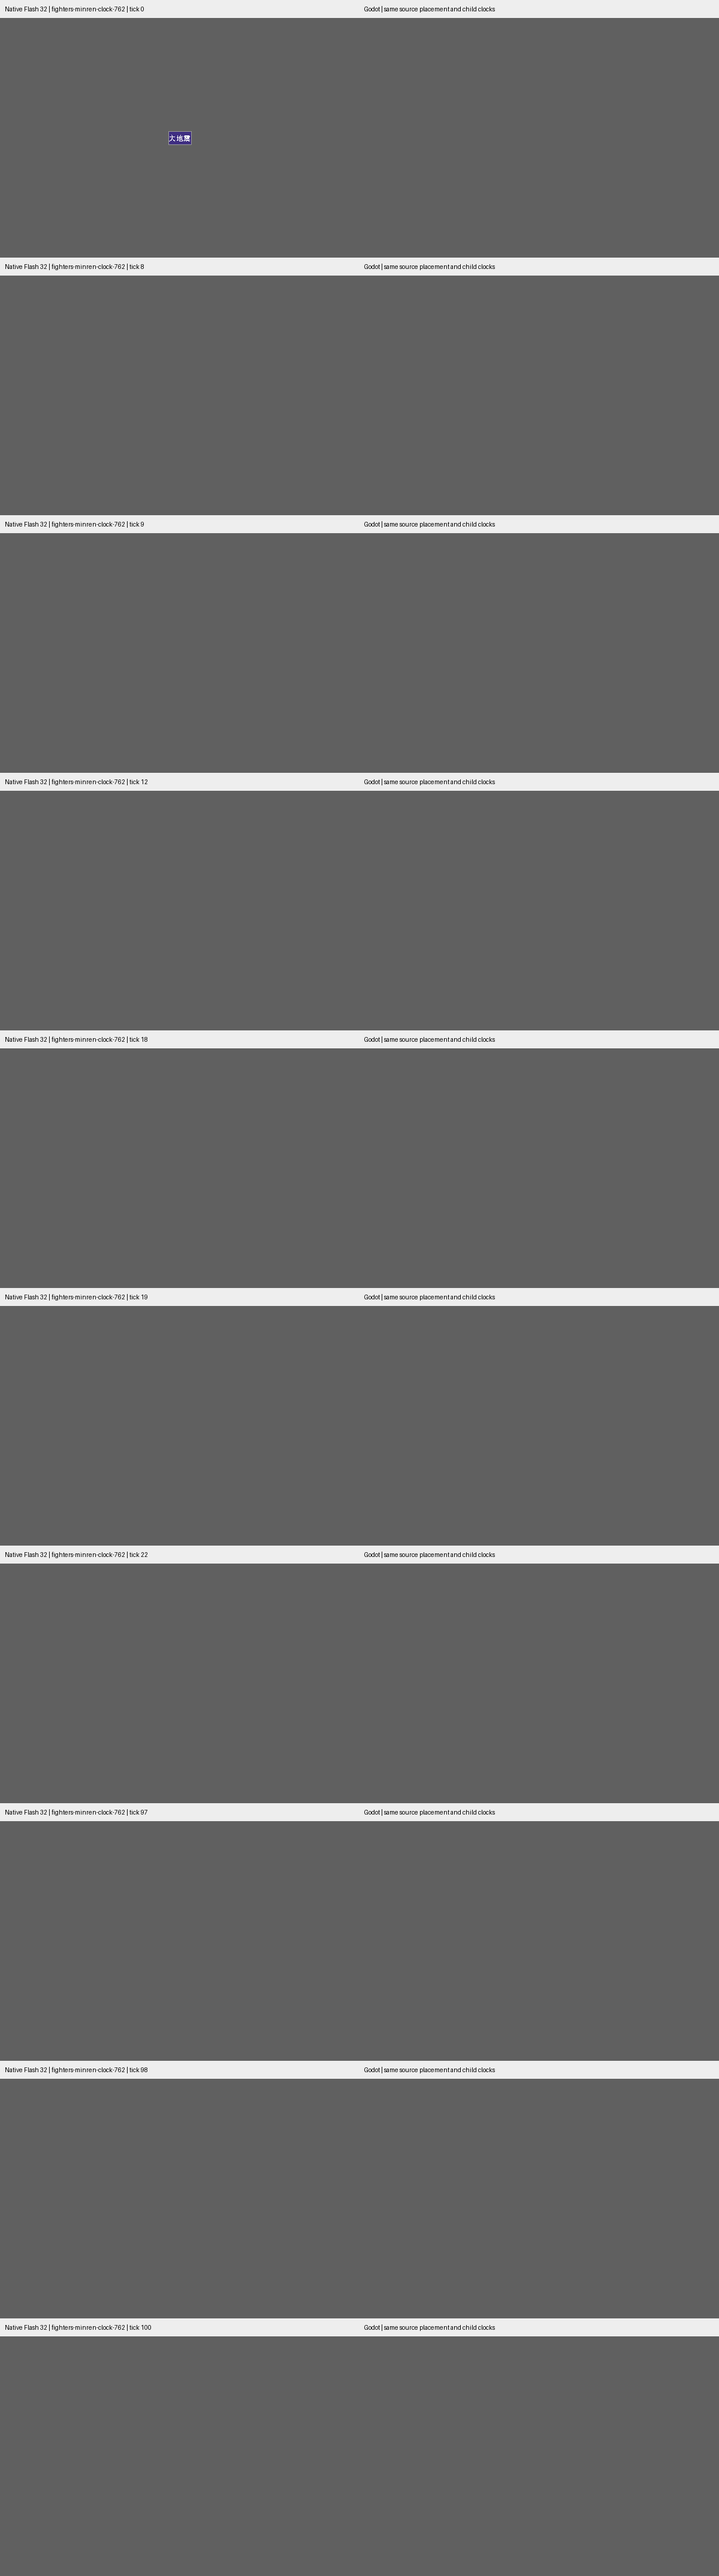 Native Flash 32 | fighters-minren-clock-762 | tick 0
Godot | same source placement and child clocks
大地震
Native Flash 32 | fighters-minren-clock-762 | tick 8
Godot | same source placement and child clocks
Native Flash 32 | fighters-minren-clock-762 | tick 9
Godot | same source placement and child clocks
Native Flash 32 | fighters-minren-clock-762 | tick 12
Godot | same source placement and child clocks
Native Flash 32 | fighters-minren-clock-762 | tick 18
Godot | same source placement and child clocks
Native Flash 32 | fighters-minren-clock-762 | tick 19
Godot | same source placement and child clocks
Native Flash 32 | fighters-minren-clock-762 | tick 22
Godot | same source placement and child clocks
Native Flash 32 | fighters-minren-clock-762 | tick 97
Godot | same source placement and child clocks
Native Flash 32 | fighters-minren-clock-762 | tick 98
Godot | same source placement and child clocks
Native Flash 32 | fighters-minren-clock-762 | tick 100
Godot | same source placement and child clocks